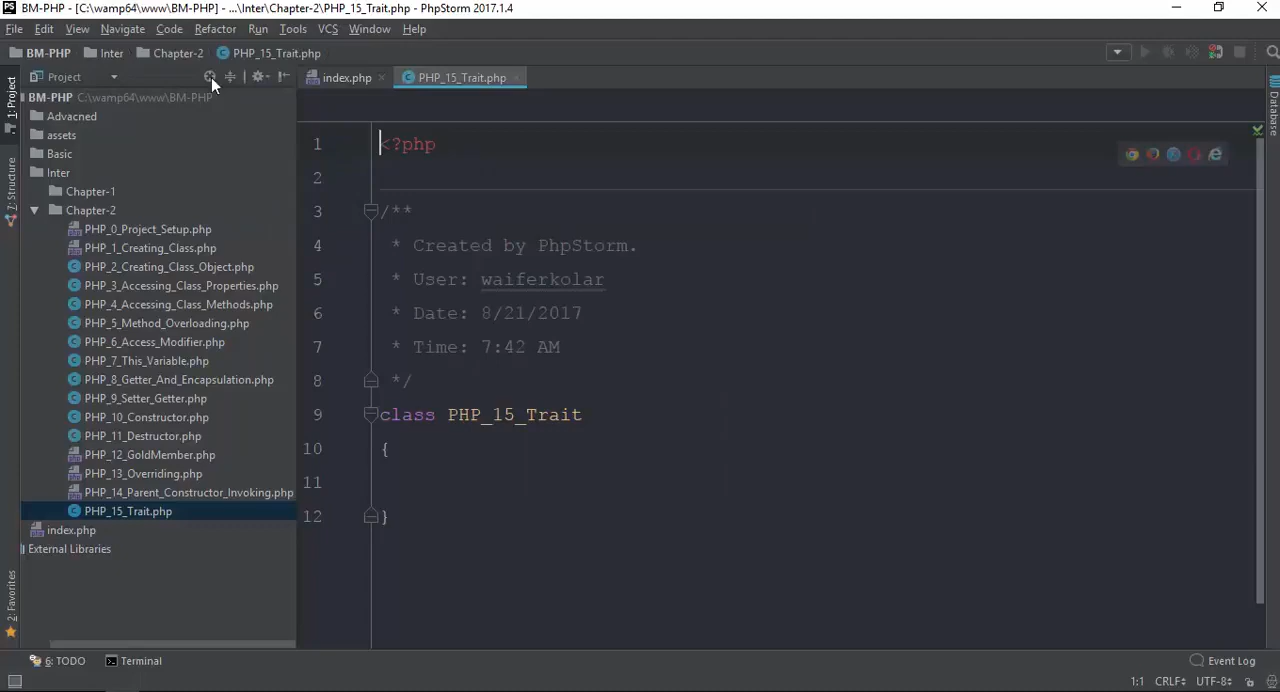 BM-PHP - [C:\wamp64\www\BM-PHP] - ...\Inter\Chapter-2\PHP_15_Trait.php - PhpStorm 2017.1.4
File Edit View Navigate Code Refactor Run Tools VCS Window Help
BM-PHP Inter Chapter-2 PHP_15_Trait.php
Project
index.php
PHP_15_Trait.php
1: Project
7: Structure
2: Favorites
Database
BM-PHP C:\wamp64\www\BM-PHP
Advacned
assets
Basic
Inter
Chapter-1
Chapter-2
PHP_0_Project_Setup.php
PHP_1_Creating_Class.php
PHP_2_Creating_Class_Object.php
PHP_3_Accessing_Class_Properties.php
PHP_4_Accessing_Class_Methods.php
PHP_5_Method_Overloading.php
PHP_6_Access_Modifier.php
PHP_7_This_Variable.php
PHP_8_Getter_And_Encapsulation.php
PHP_9_Setter_Getter.php
PHP_10_Constructor.php
PHP_11_Destructor.php
PHP_12_GoldMember.php
PHP_13_Overriding.php
PHP_14_Parent_Constructor_Invoking.php
PHP_15_Trait.php
index.php
External Libraries
1 <?php
2
3 /**
4 * Created by PhpStorm.
5 * User: waiferkolar
6 * Date: 8/21/2017
7 * Time: 7:42 AM
8 */
9 class PHP_15_Trait
10 {
11
12 }
6: TODO Terminal Event Log
1:1 CRLF UTF-8